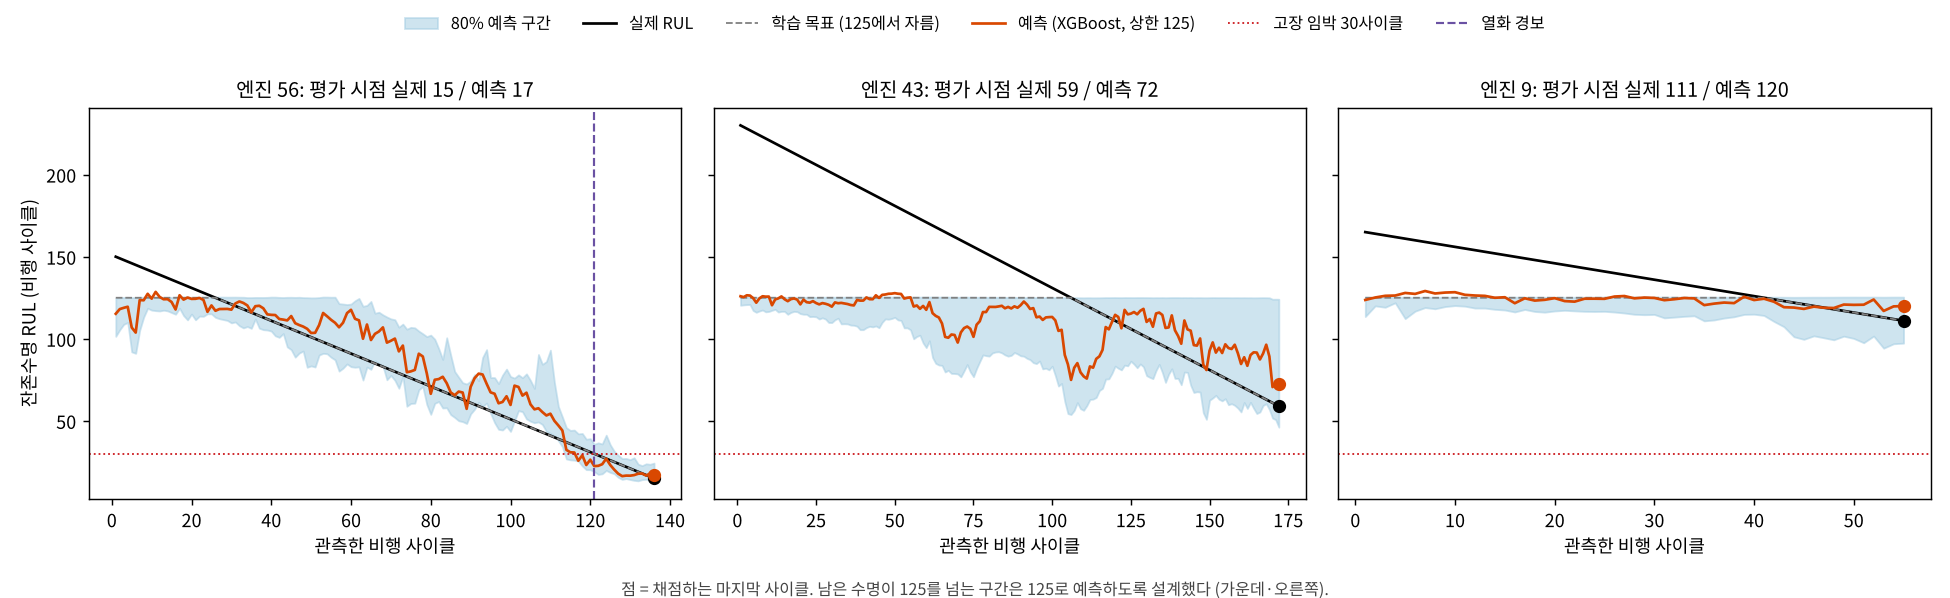 80% 예측 구간 실제 RUL 학습 목표 (125에서 자름) 예측 (XGBoost, 상한 125) 고장 임박 30사이클 열화 경보
엔진 56: 평가 시점 실제 15 / 예측 17
잔존수명 RUL (비행 사이클)
200
150
100
50
0 20 40 60 80 100 120 140
관측한 비행 사이클
엔진 43: 평가 시점 실제 59 / 예측 72
0 25 50 75 100 125 150 175
관측한 비행 사이클
엔진 9: 평가 시점 실제 111 / 예측 120
0 10 20 30 40 50
관측한 비행 사이클
점 = 채점하는 마지막 사이클. 남은 수명이 125를 넘는 구간은 125로 예측하도록 설계했다 (가운데·오른쪽).